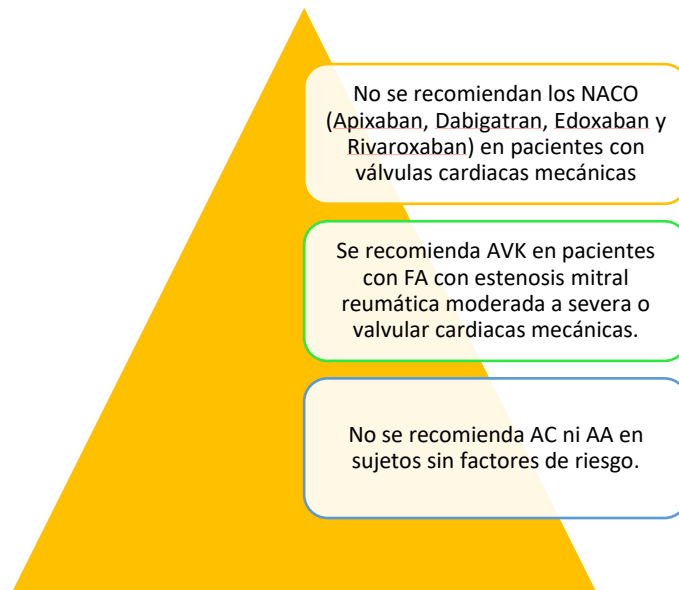 No se recomiendan los NACO
(Apixaban, Dabigatran, Edoxaban y
Rivaroxaban) en pacientes con
válvulas cardiacas mecánicas
Se recomienda AVK en pacientes
con FA con estenosis mitral
reumática moderada a severa o
valvular cardiacas mecánicas.
No se recomienda AC ni AA en
sujetos sin factores de riesgo.